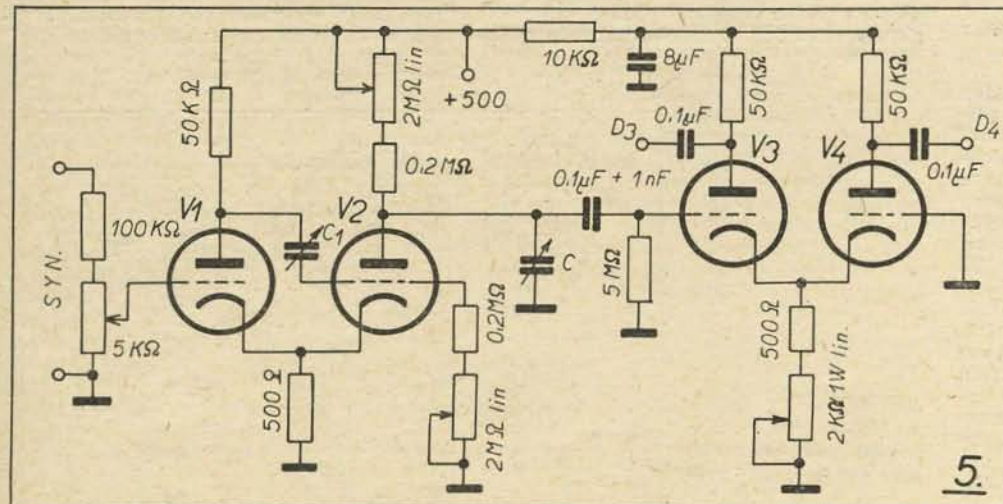 50KΩ
2MΩ lin
+500
10KΩ
8µF
50KΩ
50KΩ
D3
0.1µF
V3
V4
D4
0.1µF
0.2MΩ
0.1µF + 1nF
SYN.
100KΩ
5KΩ
V1
C1
V2
C
5MΩ
0.2MΩ
500Ω
2MΩ lin
500Ω
2KΩ 1W lin.
5.